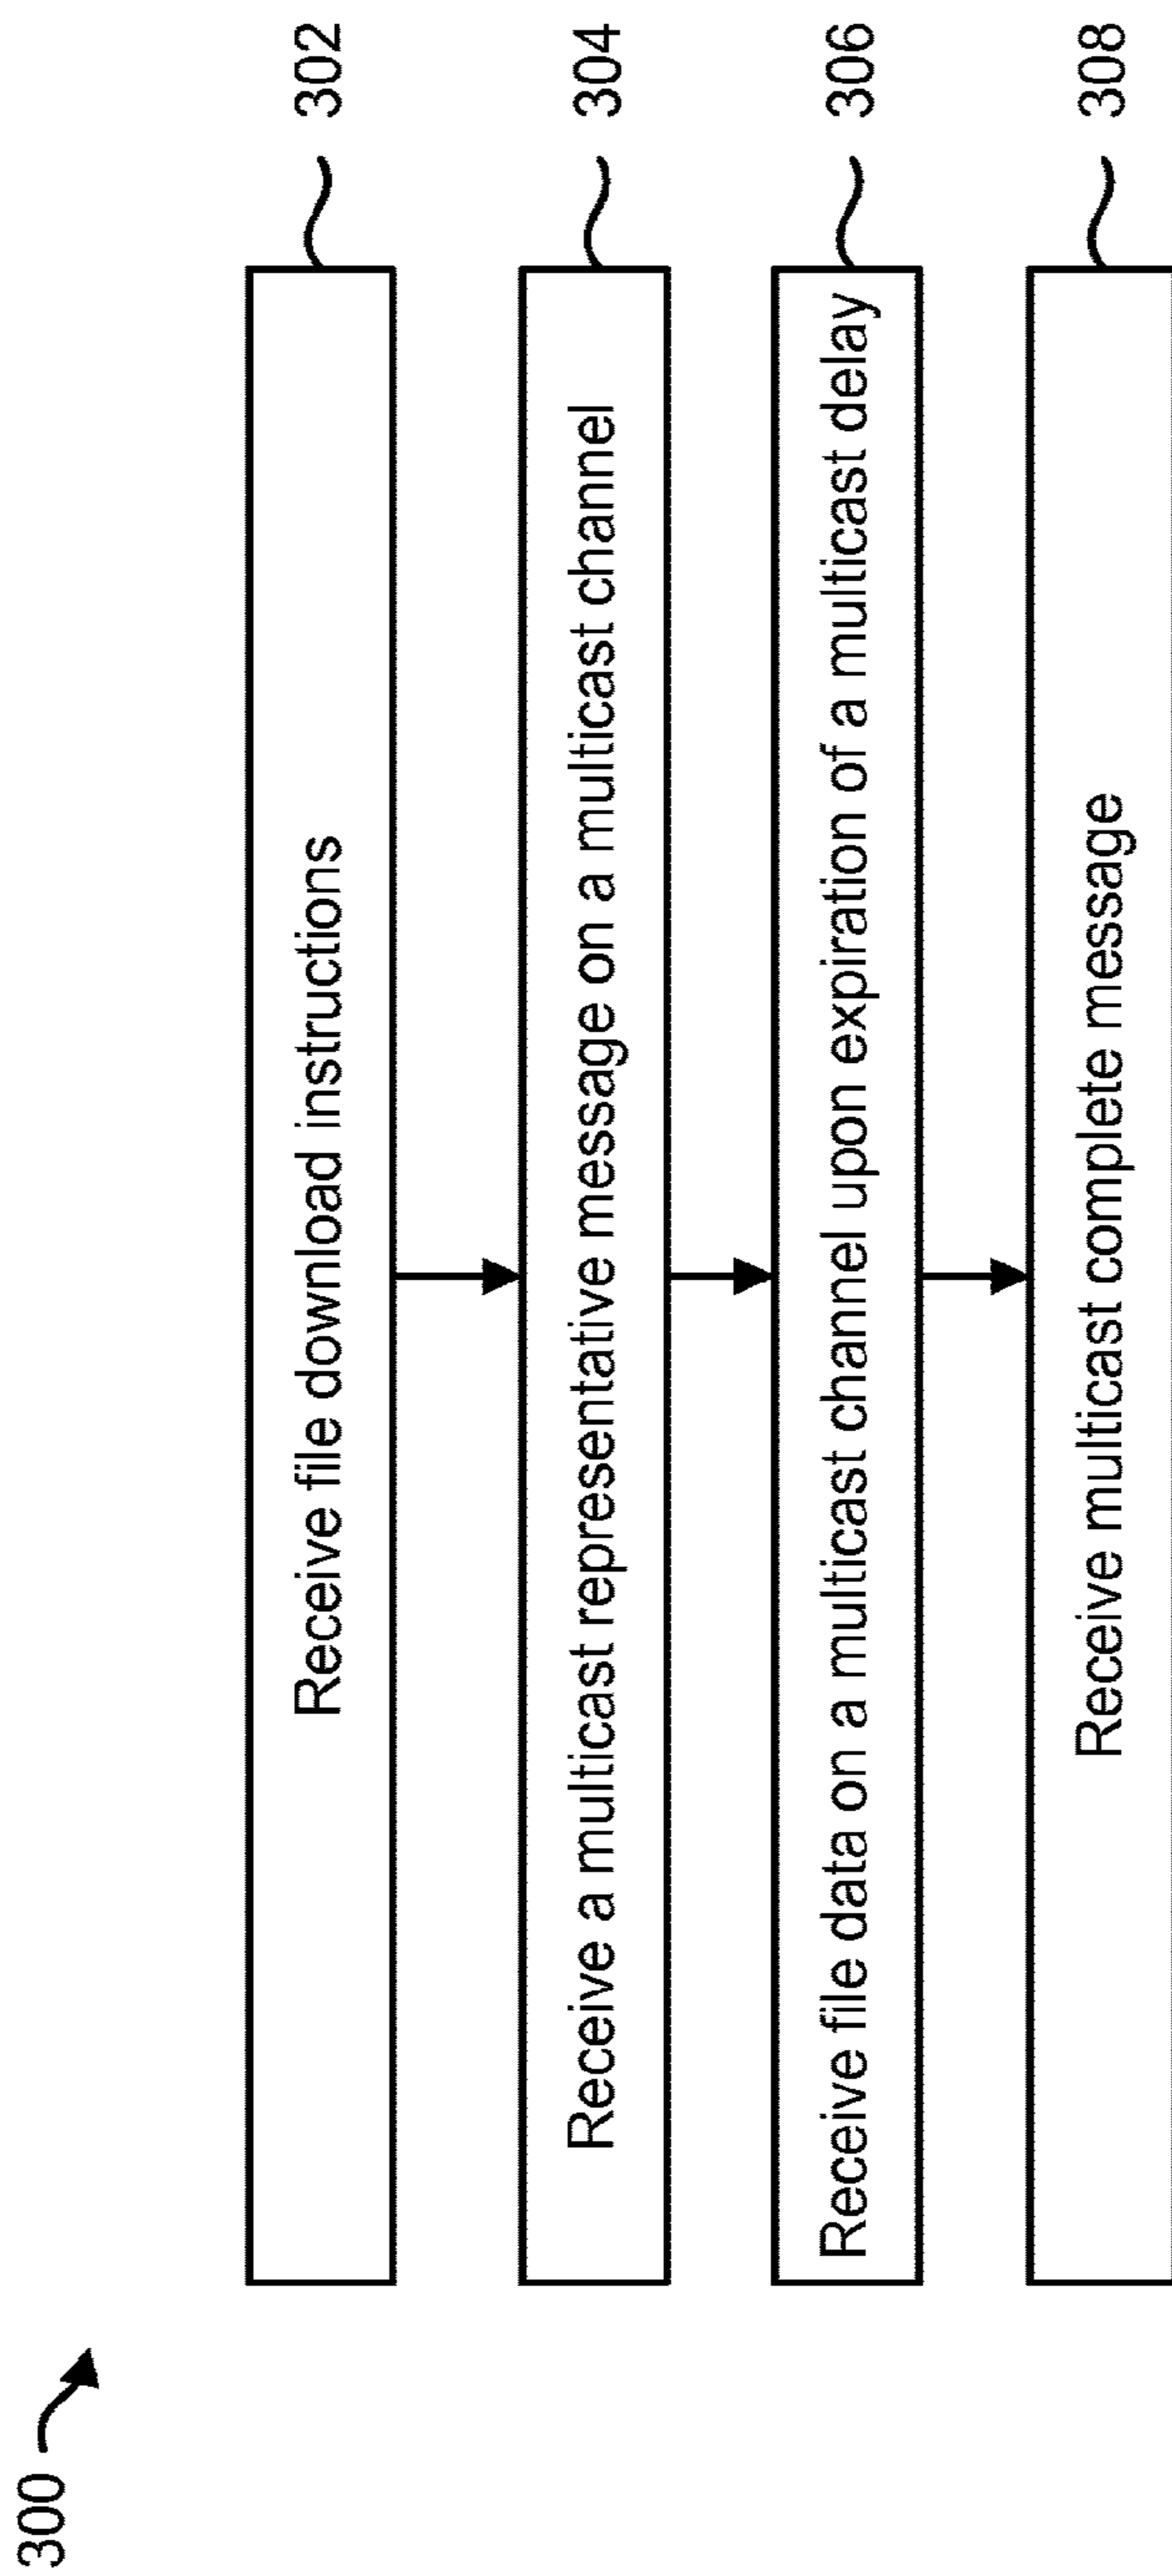 300
Receive file download instructions
302
Receive a multicast representative message on a multicast channel
304
Receive file data on a multicast channel upon expiration of a multicast delay
306
Receive multicast complete message
308